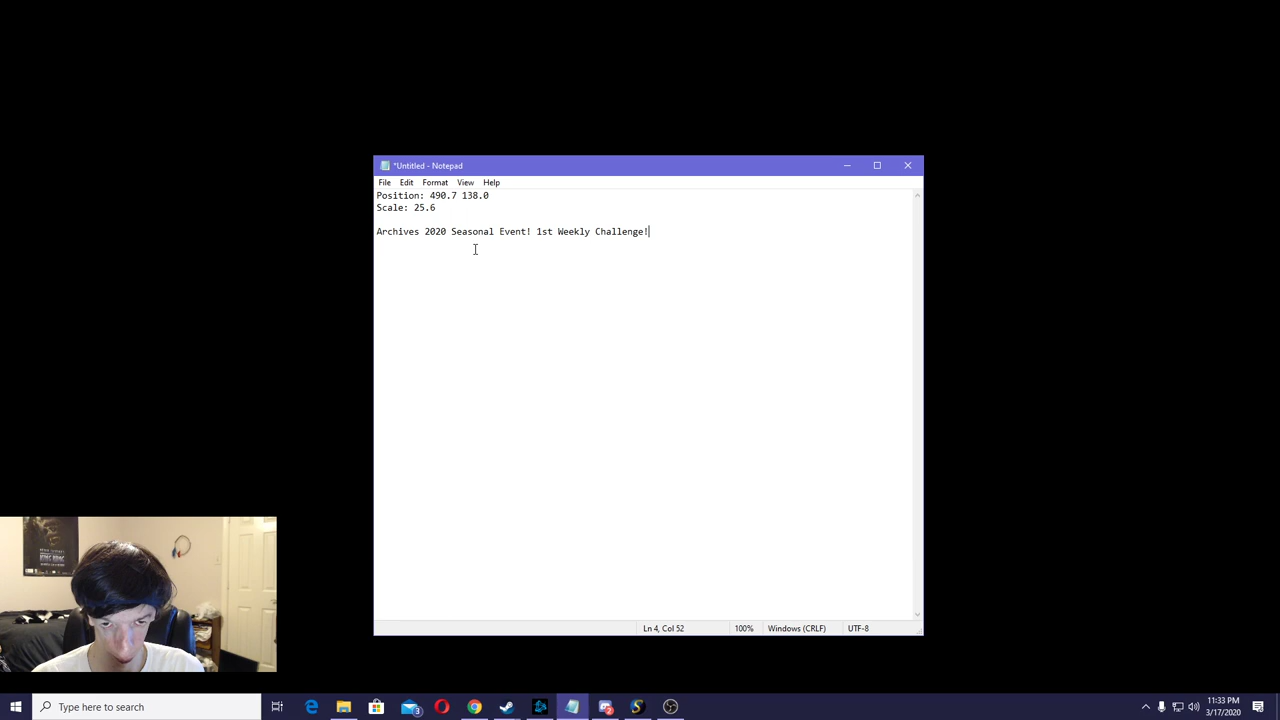 *Untitled - Notepad
File Edit Format View Help
Position: 490.7 138.0
Scale: 25.6
Archives 2020 Seasonal Event! 1st Weekly Challenge!
Ln 4, Col 52 100% Windows (CRLF) UTF-8
Type here to search
3
2
11:33 PM
3/17/2020